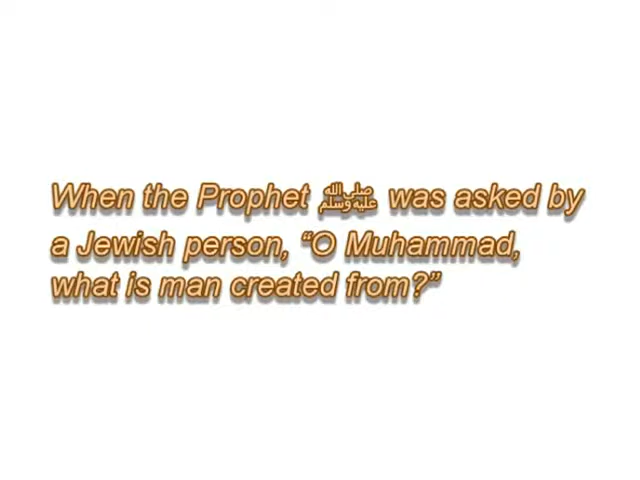 When the Prophet ﷺ was asked by
a Jewish person, “O Muhammad,
what is man created from?”